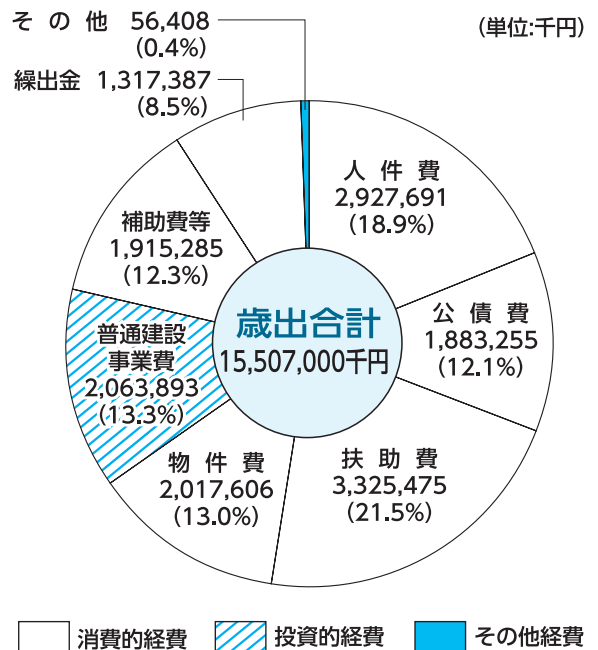 その他 56,408
(0.4%)
(単位:千円)
繰出金 1,317,387
(8.5%)
人件費
2,927,691
(18.9%)
補助費等
1,915,285
(12.3%)
公債費
1,883,255
(12.1%)
歳出合計
15,507,000千円
普通建設
事業費
2,063,893
(13.3%)
物件費
2,017,606
(13.0%)
扶助費
3,325,475
(21.5%)
消費的経費
投資的経費
その他経費